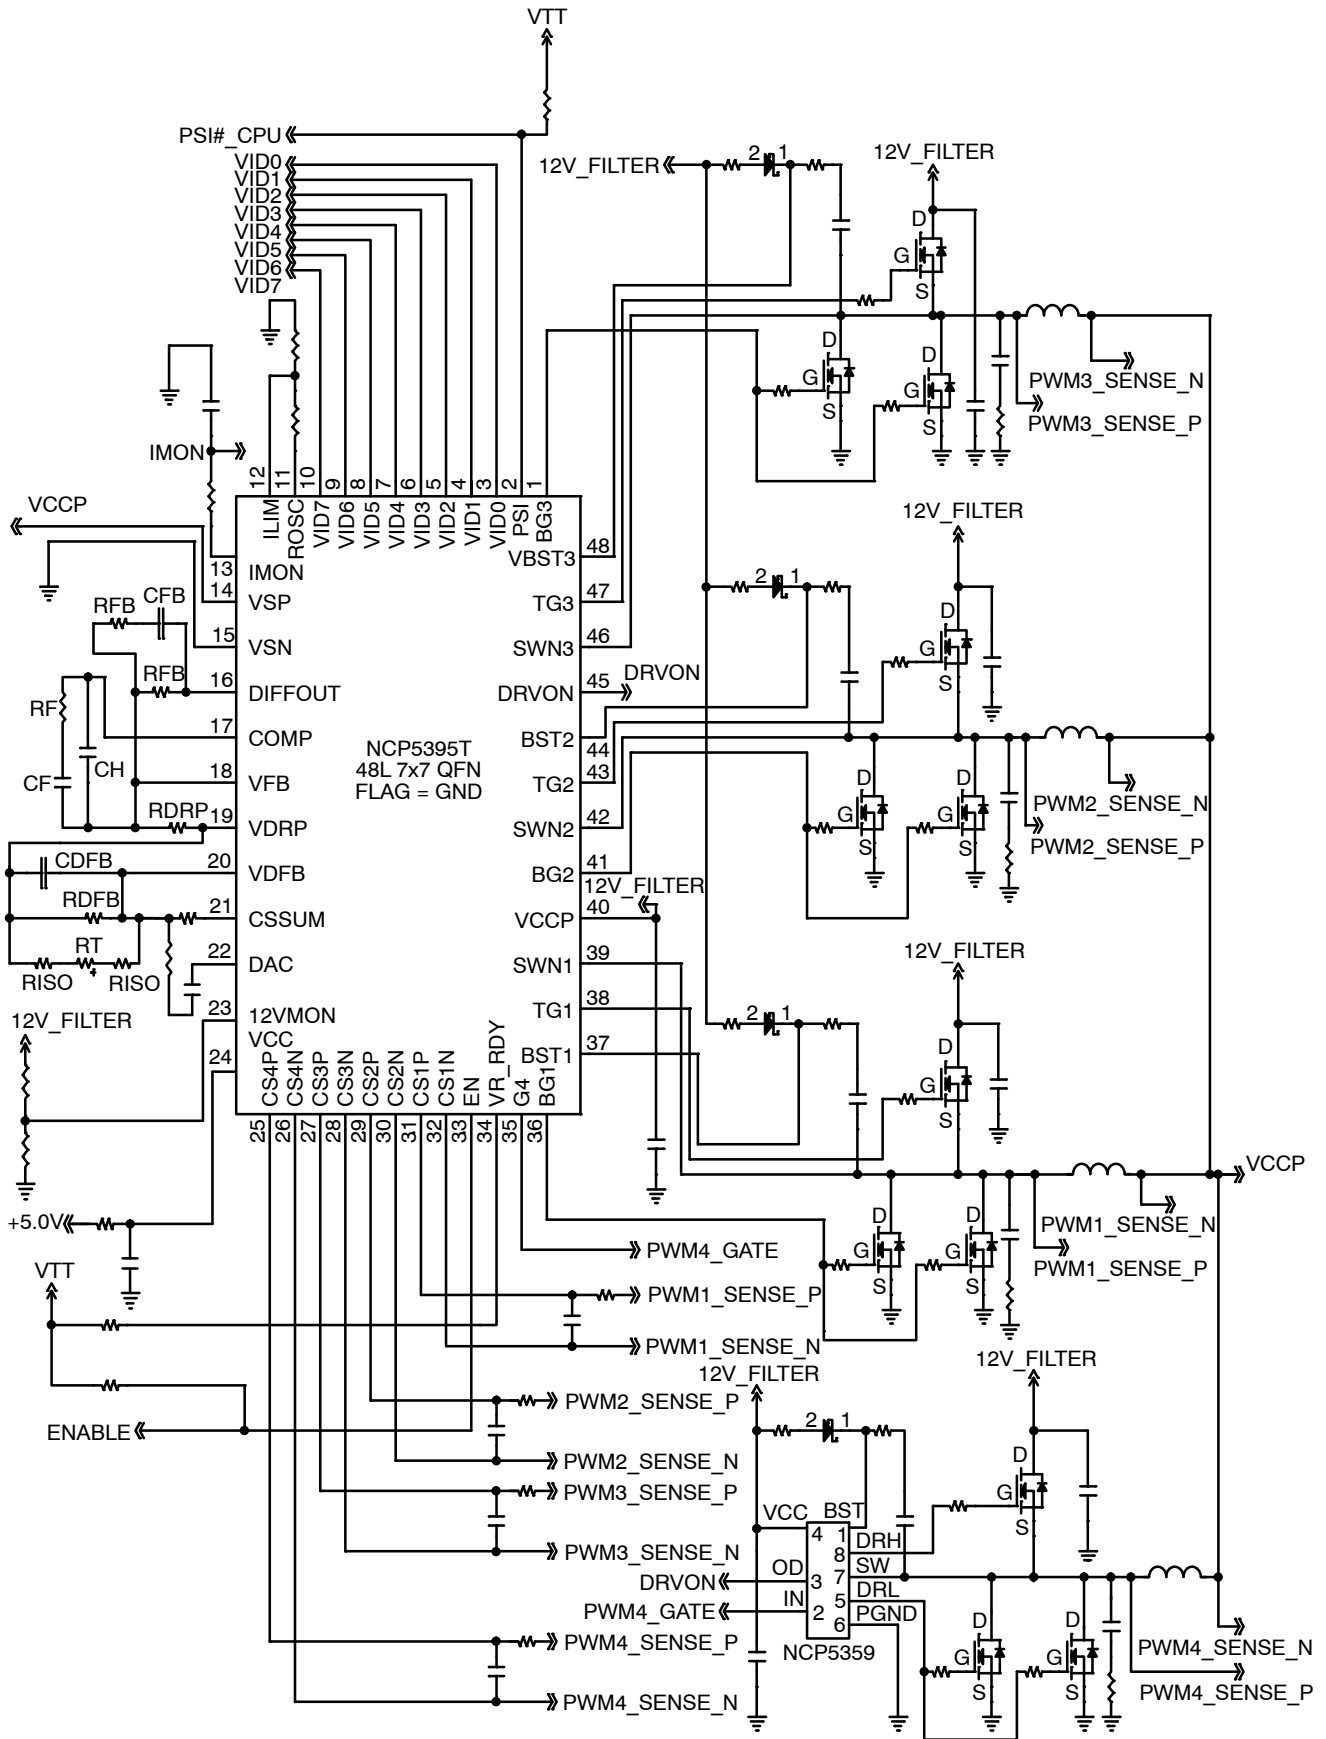 VTT
PSI#_CPU
VID0
VID1
VID2
VID3
VID4
VID5
VID6
VID7
12V_FILTER
2 1
12V_FILTER
D
G
S
D
G
S
D
G
S
PWM3_SENSE_N
PWM3_SENSE_P
IMON
VCCP
12 11 10 9 8 7 6 5 4 3 2 1
ILIM
ROSC
VID7
VID6
VID5
VID4
VID3
VID2
VID1
VID0
PSI
BG3
13 IMON
14 VSP
15 VSN
16 DIFFOUT
17 COMP
18 VFB
19 VDRP
20 VDFB
21 CSSUM
22 DAC
23 12VMON
24 VCC
RFB
CFB
RFB
RF
CF
CH
RDRP
CDFB
RDFB
RT
RISO
RISO
12V_FILTER
+5.0V
NCP5395T
48L 7x7 QFN
FLAG = GND
VBST3 48
TG3 47
SWN3 46
DRVON 45
DRVON
BST2 44
TG2 43
SWN2 42
BG2 41
12V_FILTER
VCCP 40
SWN1 39
TG1 38
BST1 37
CS4P
CS4N
CS3P
CS3N
CS2P
CS2N
CS1P
CS1N
EN
VR_RDY
G4
BG1
25 26 27 28 29 30 31 32 33 34 35 36
12V_FILTER
2 1
D
G
S
D
G
S
D
G
S
PWM2_SENSE_N
PWM2_SENSE_P
12V_FILTER
2 1
D
G
S
VCCP
D
G
S
D
G
S
PWM1_SENSE_N
PWM1_SENSE_P
VTT
ENABLE
PWM4_GATE
PWM1_SENSE_P
PWM1_SENSE_N
PWM2_SENSE_P
PWM2_SENSE_N
PWM3_SENSE_P
PWM3_SENSE_N
PWM4_SENSE_P
PWM4_SENSE_N
12V_FILTER
2 1
12V_FILTER
D
G
S
VCC 4
BST 1
DRH 8
SW 7
DRL 5
PGND 6
OD 3
IN 2
DRVON
PWM4_GATE
NCP5359
D
G
S
D
G
S
PWM4_SENSE_N
PWM4_SENSE_P